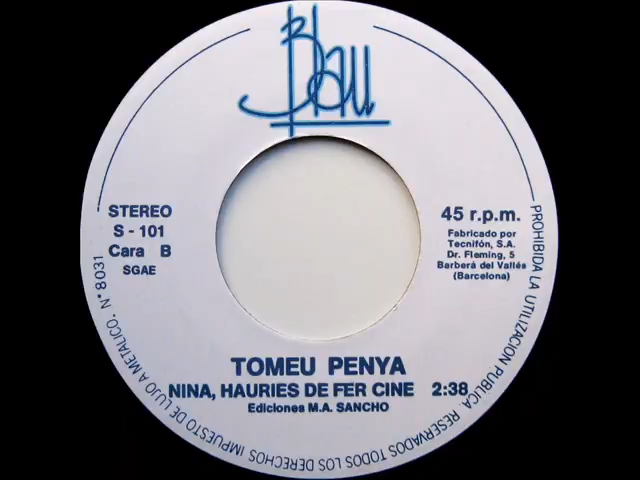 Blau
STEREO
S - 101
Cara B
SGAE
45 r.p.m.
Fabricado por
Tecnifón, S.A.
Dr. Fleming, 5
Barberá del Vallés
(Barcelona)
TOMEU PENYA
NINA, HAURIES DE FER CINE 2:38
Ediciones M.A. SANCHO
PROHIBIDA LA UTILIZACION PUBLICA. RESERVADOS TODOS LOS DERECHOS IMPUESTO DE LUJO A METALICO. N.º 8031